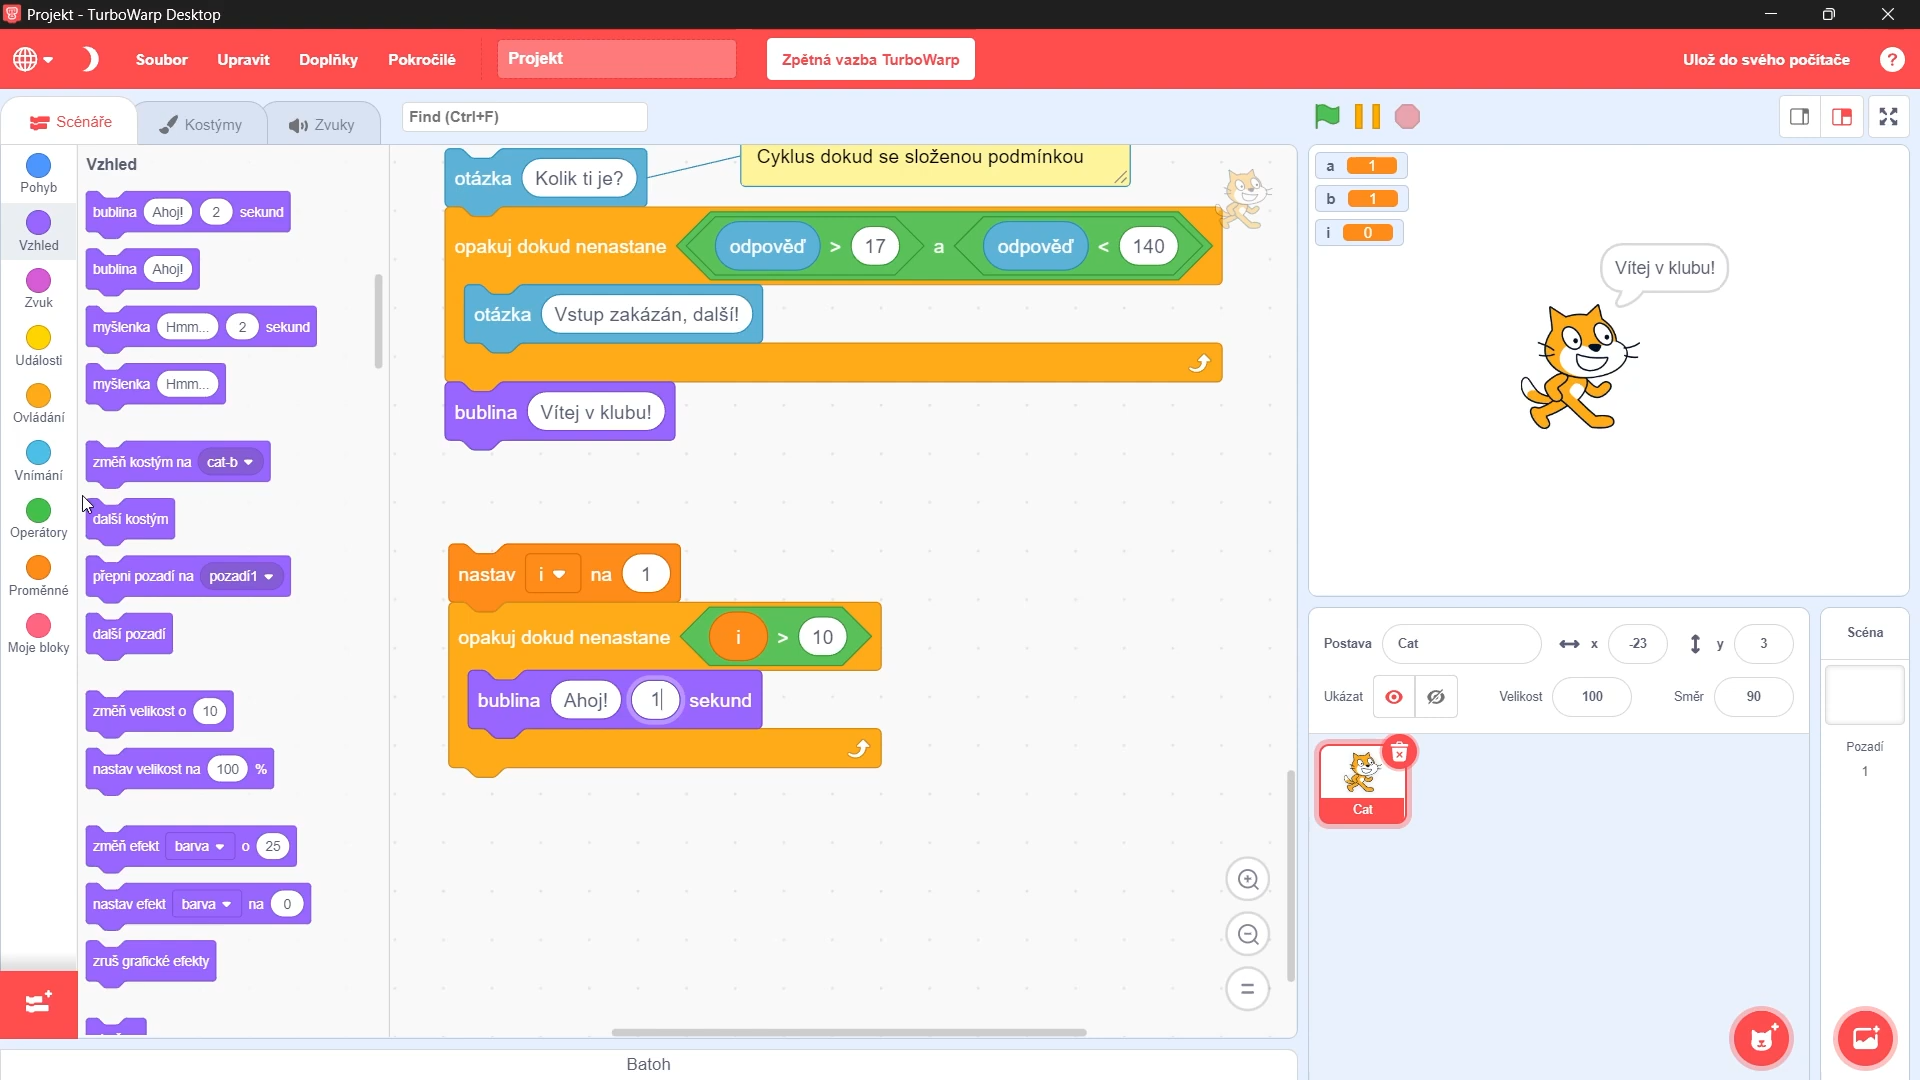 Projekt - TurboWarp Desktop
Soubor Upravit Doplňky Pokročilé Projekt Zpětná vazba TurboWarp Ulož do svého počítače ?
Scénáře Kostýmy Zvuky Find (Ctrl+F)
Pohyb
Vzhled
Zvuk
Události
Ovládání
Vnímání
Operátory
Proměnné
Moje bloky
Vzhled
bublina Ahoj! 2 sekund
bublina Ahoj!
myšlenka Hmm... 2 sekund
myšlenka Hmm...
změň kostým na cat-b
další kostým
přepni pozadí na pozadí1
další pozadí
změň velikost o 10
nastav velikost na 100 %
změň efekt barva o 25
nastav efekt barva na 0
zruš grafické efekty
Cyklus dokud se složenou podmínkou
otázka Kolik ti je?
opakuj dokud nenastane odpověď > 17 a odpověď < 140
otázka Vstup zakázán, další!
bublina Vítej v klubu!
nastav i na 1
opakuj dokud nenastane i > 10
bublina Ahoj! 1 sekund
Batoh
a 1
b 1
i 0
Vítej v klubu!
Postava Cat x -23 y 3
Ukázat Velikost 100 Směr 90
Cat
Scéna
Pozadí
1